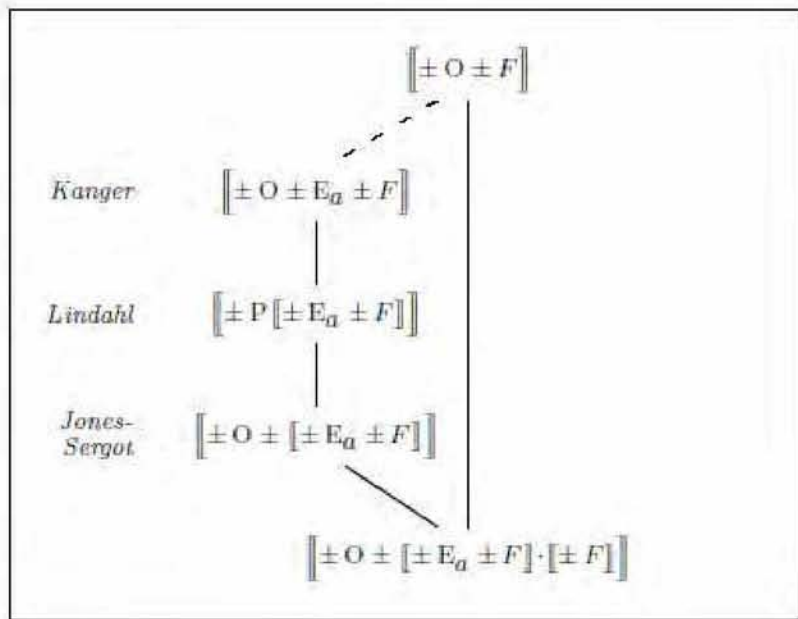 ⟦± O ± F⟧
Kanger ⟦± O ± E_a ± F⟧
Lindahl ⟦± P ⟦± E_a ± F⟧⟧
Jones-
Sergot ⟦± O ± ⟦± E_a ± F⟧⟧
⟦± O ± ⟦± E_a ± F⟧·⟦± F⟧⟧